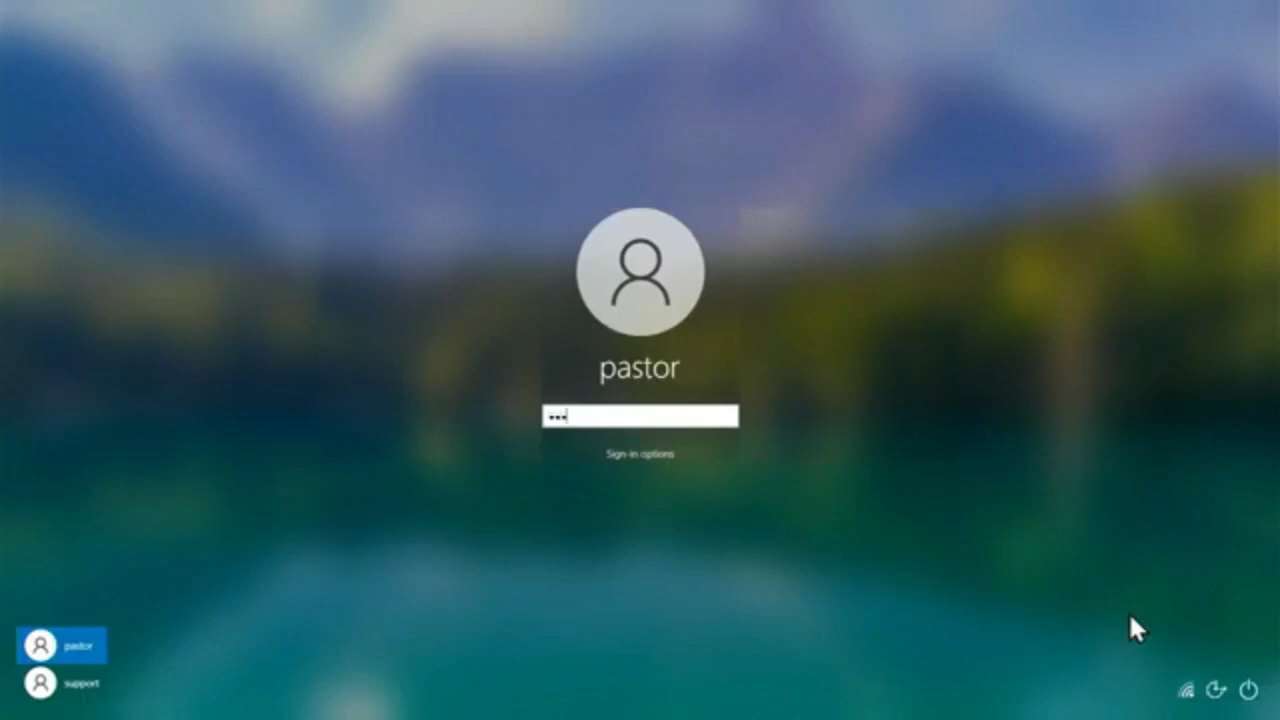 pastor
•••
Sign-in options
pastor
support